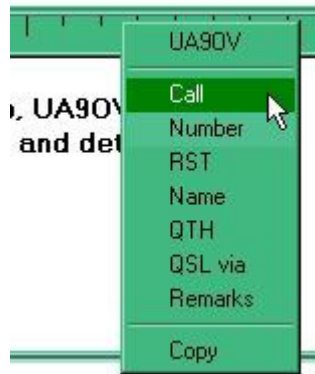 UA9OV
, UA9OV
and det
Call
Number
RST
Name
QTH
QSL via
Remarks
Copy